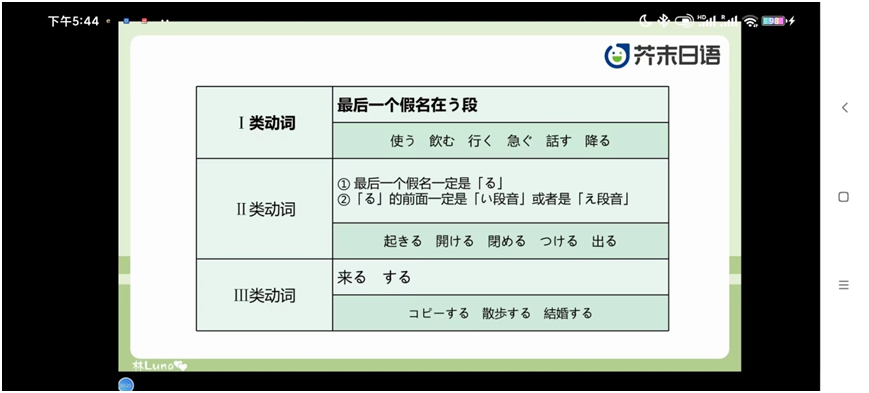 下午5:44
98
芥末日语
I 类动词
最后一个假名在う段
使う 飲む 行く 急ぐ 話す 降る
II类动词
① 最后一个假名一定是「る」
②「る」的前面一定是「い段音」或者是「え段音」
起きる 開ける 閉める つける 出る
III类动词
来る する
コピーする 散歩する 結婚する
林Luna